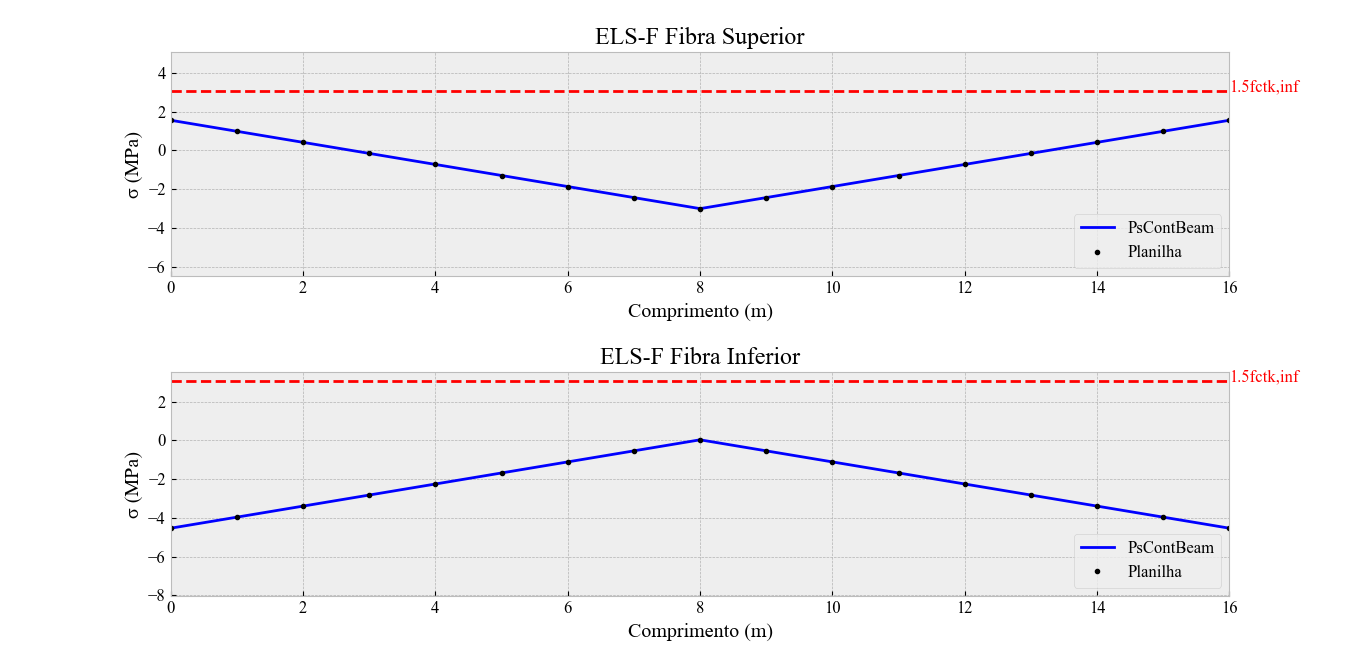 ELS-F Fibra Superior
4
2
0
−2
−4
−6
σ (MPa)
1.5fctk,inf
PsContBeam
Planilha
0 2 4 6 8 10 12 14 16
Comprimento (m)
ELS-F Fibra Inferior
2
0
−2
−4
−6
−8
σ (MPa)
1.5fctk,inf
PsContBeam
Planilha
0 2 4 6 8 10 12 14 16
Comprimento (m)